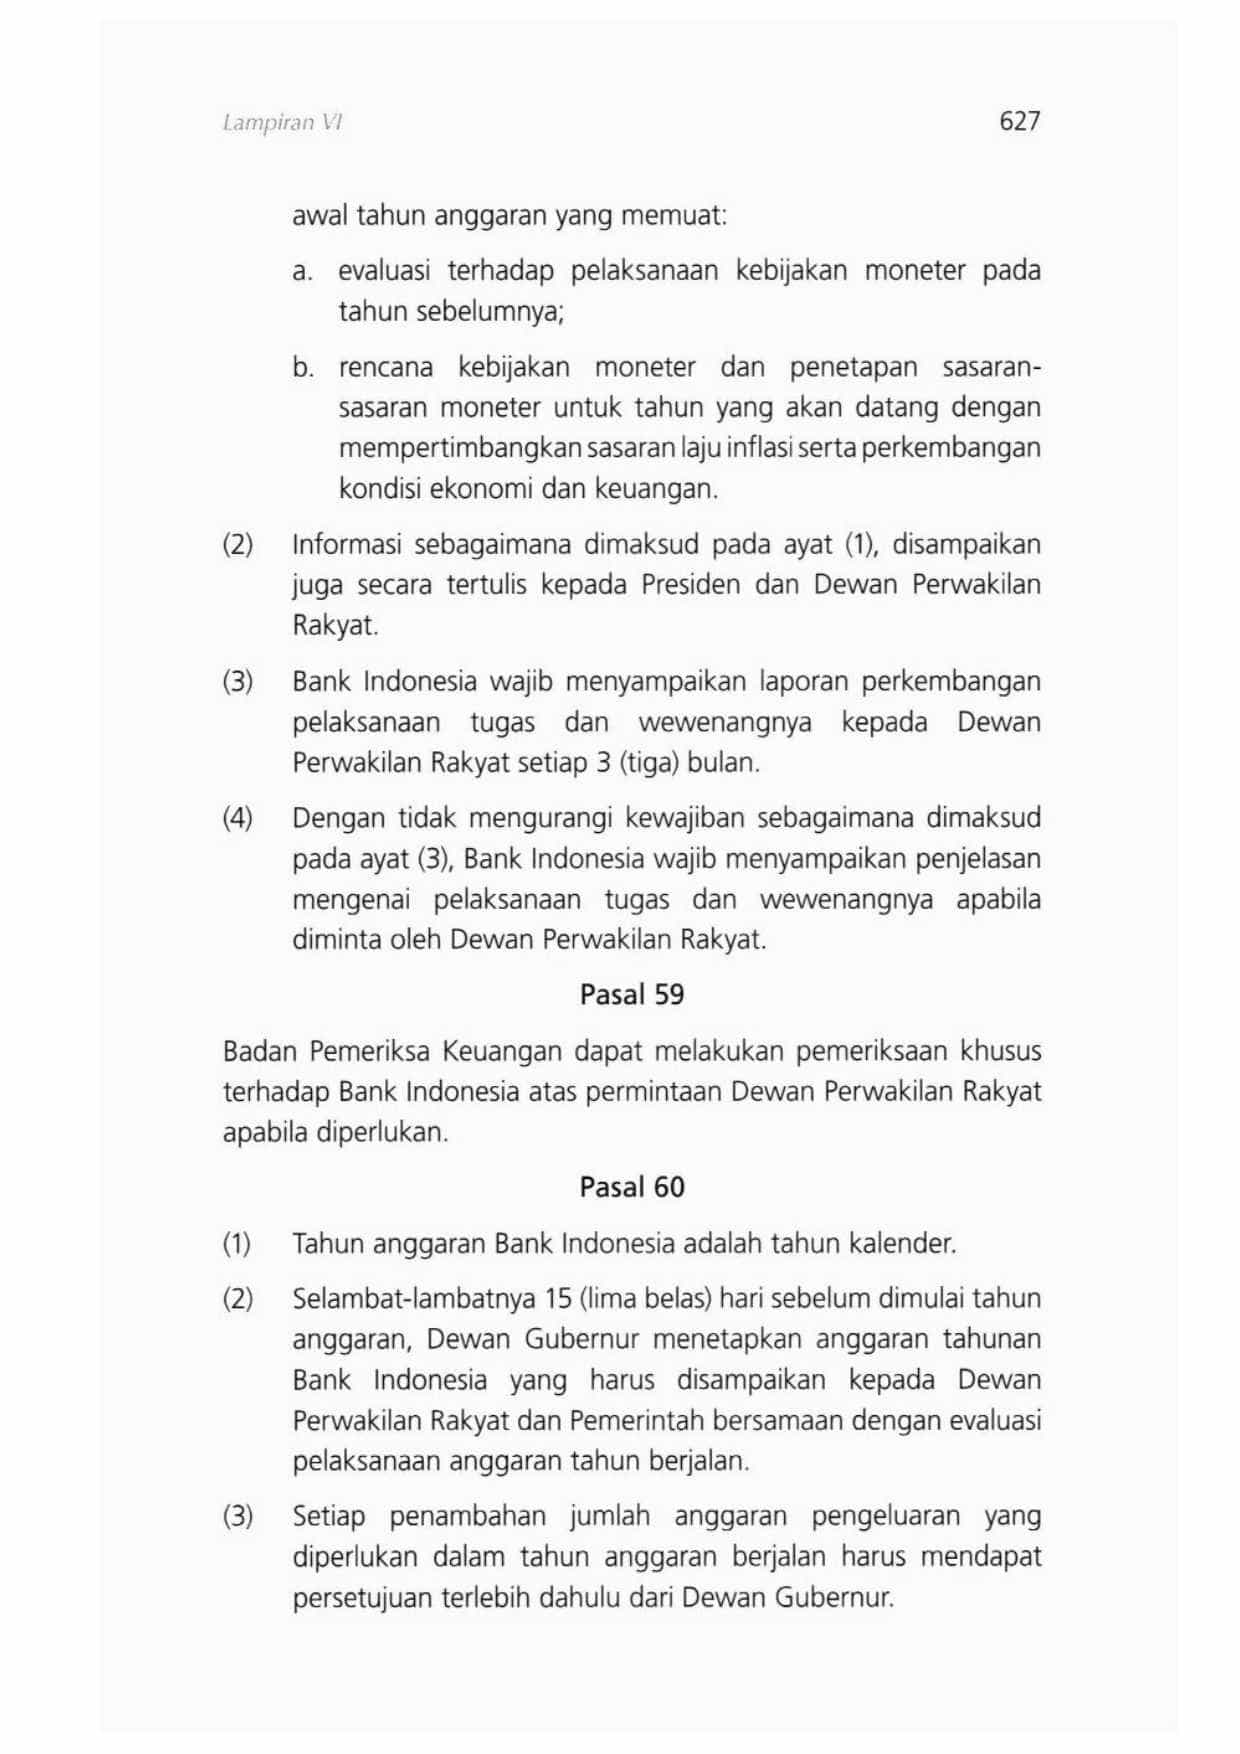 Lampiran VI
627
awal tahun anggaran yang memuat:
a. evaluasi terhadap pelaksanaan kebijakan moneter pada
tahun sebelumnya;
b. rencana kebijakan moneter dan penetapan sasaran-
sasaran moneter untuk tahun yang akan datang dengan
mempertimbangkan sasaran laju inflasi serta perkembangan
kondisi ekonomi dan keuangan.
(2) Informasi sebagaimana dimaksud pada ayat (1), disampaikan
juga secara tertulis kepada Presiden dan Dewan Perwakilan
Rakyat.
(3) Bank Indonesia wajib menyampaikan laporan perkembangan
pelaksanaan tugas dan wewenangnya kepada Dewan
Perwakilan Rakyat setiap 3 (tiga) bulan.
(4) Dengan tidak mengurangi kewajiban sebagaimana dimaksud
pada ayat (3), Bank Indonesia wajib menyampaikan penjelasan
mengenai pelaksanaan tugas dan wewenangnya apabila
diminta oleh Dewan Perwakilan Rakyat.
Pasal 59
Badan Pemeriksa Keuangan dapat melakukan pemeriksaan khusus
terhadap Bank Indonesia atas permintaan Dewan Perwakilan Rakyat
apabila diperlukan.
Pasal 60
(1) Tahun anggaran Bank Indonesia adalah tahun kalender.
(2) Selambat-lambatnya 15 (lima belas) hari sebelum dimulai tahun
anggaran, Dewan Gubernur menetapkan anggaran tahunan
Bank Indonesia yang harus disampaikan kepada Dewan
Perwakilan Rakyat dan Pemerintah bersamaan dengan evaluasi
pelaksanaan anggaran tahun berjalan.
(3) Setiap penambahan jumlah anggaran pengeluaran yang
diperlukan dalam tahun anggaran berjalan harus mendapat
persetujuan terlebih dahulu dari Dewan Gubernur.